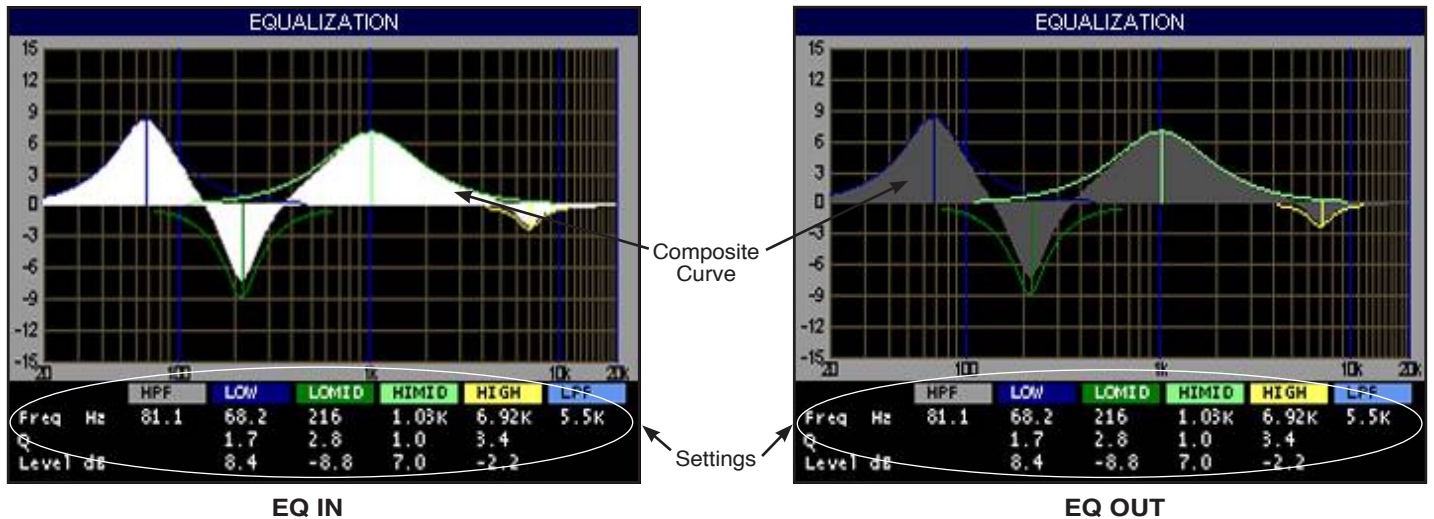 EQUALIZATION
15
12
9
6
3
0
-3
-6
-9
-12
-15
20 100 1k 10k 20k
HPF LOW LOMID HIMID HIGH LPF
Freq Hz 81.1 68.2 216 1.03K 6.92K 5.5K
Q 1.7 2.8 1.0 3.4
Level dB 8.4 -8.8 7.0 -2.2
EQ IN
Composite
Curve
Settings
EQUALIZATION
15
12
9
6
3
0
-3
-6
-9
-12
-15
20 100 1k 10k 20k
HPF LOW LOMID HIMID HIGH LPF
Freq Hz 81.1 68.2 216 1.03K 6.92K 5.5K
Q 1.7 2.8 1.0 3.4
Level dB 8.4 -8.8 7.0 -2.2
EQ OUT